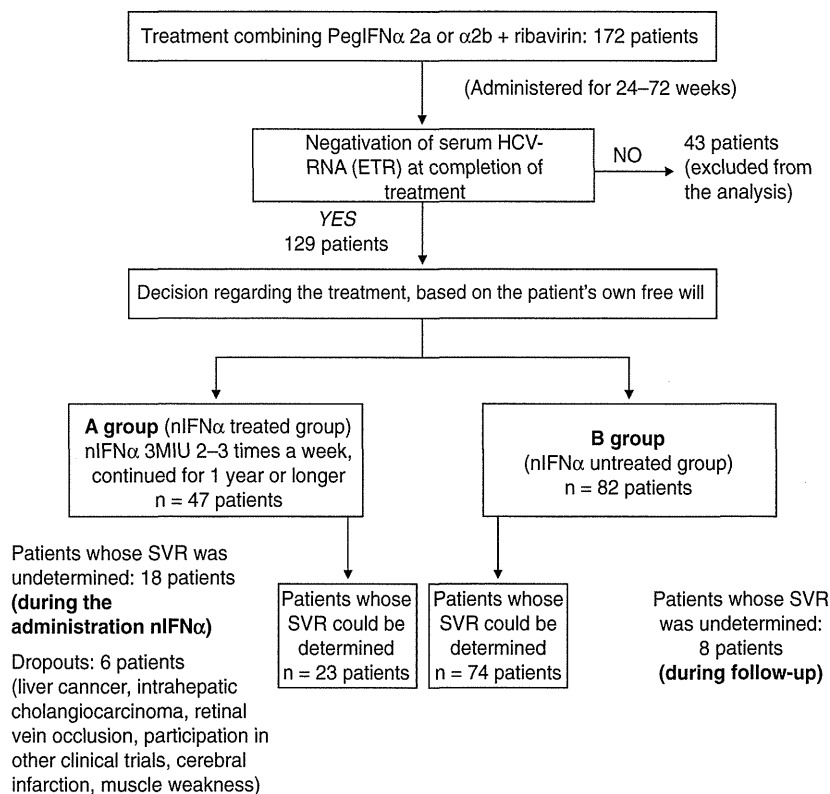 Treatment combining PegIFNα 2a or α2b + ribavirin: 172 patients
(Administered for 24–72 weeks)
Negativation of serum HCV-
RNA (ETR) at completion of
treatment
NO
43 patients
(excluded from
the analysis)
YES
129 patients
Decision regarding the treatment, based on the patient's own free will
A group (nIFNα treated group)
nIFNα 3MIU 2–3 times a week,
continued for 1 year or longer
n = 47 patients
B group
(nIFNα untreated group)
n = 82 patients
Patients whose SVR was
undetermined: 18 patients
(during the
administration nIFNα)
Dropouts: 6 patients
(liver canncer, intrahepatic
cholangiocarcinoma, retinal
vein occlusion, participation in
other clinical trials, cerebral
infarction, muscle weakness)
Patients whose
SVR could be
determined
n = 23 patients
Patients whose
SVR could be
determined
n = 74 patients
Patients whose SVR
was undetermined:
8 patients
(during follow-up)